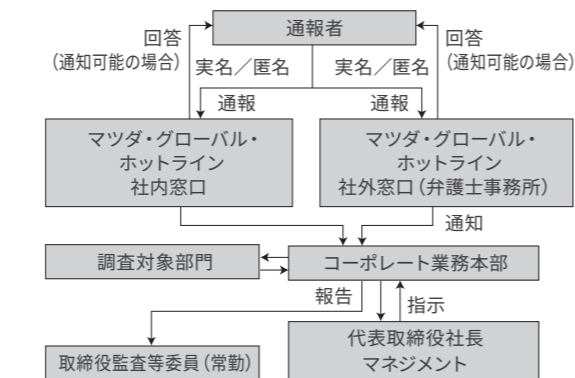 通報者
回答
（通知可能の場合）
実名／匿名
実名／匿名
回答
（通知可能の場合）
通報
通報
マツダ・グローバル・
ホットライン
社内窓口
マツダ・グローバル・
ホットライン
社外窓口（弁護士事務所）
通知
調査対象部門
コーポレート業務本部
報告
指示
取締役監査等委員（常勤）
代表取締役社長
マネジメント